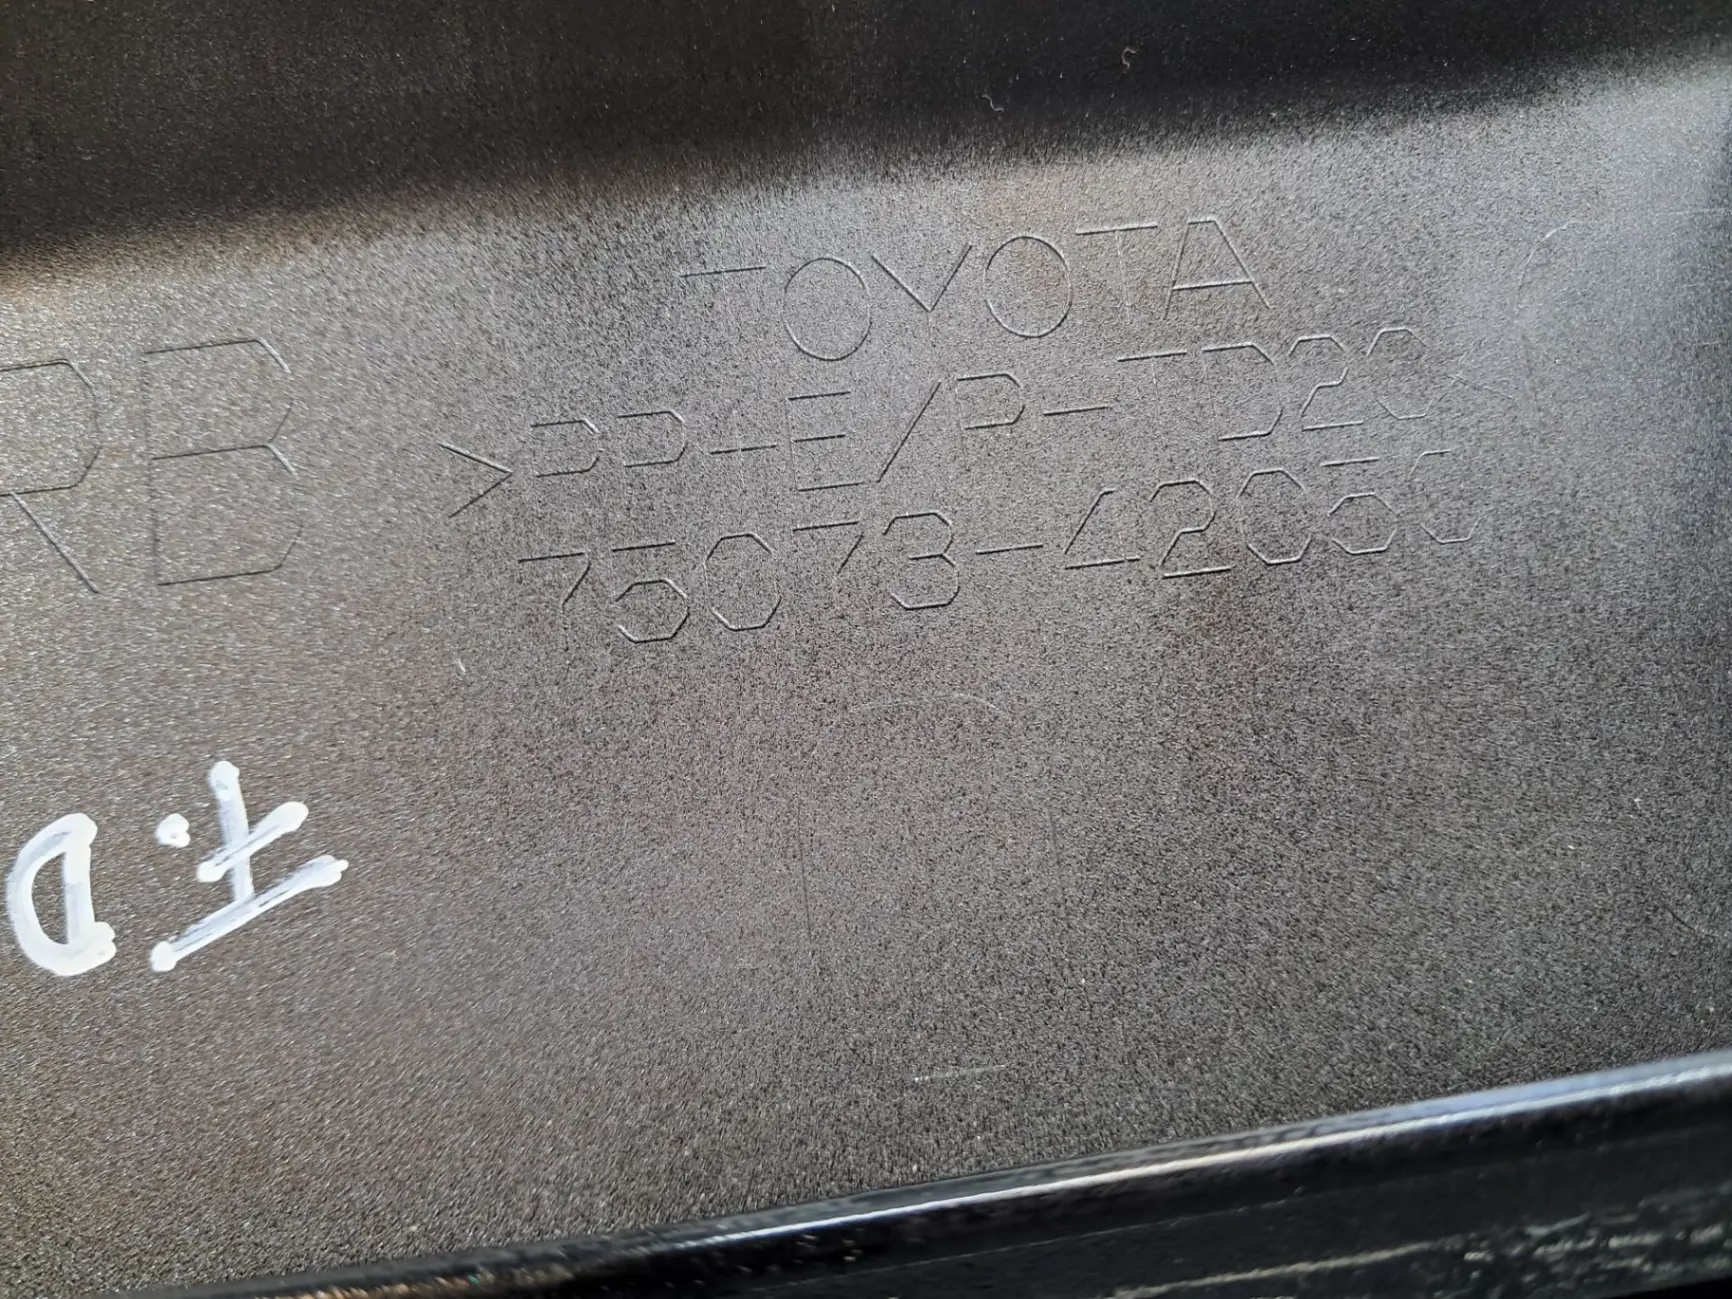 RB
TOYOTA
>PP+E/P-TD20<
75073-42050